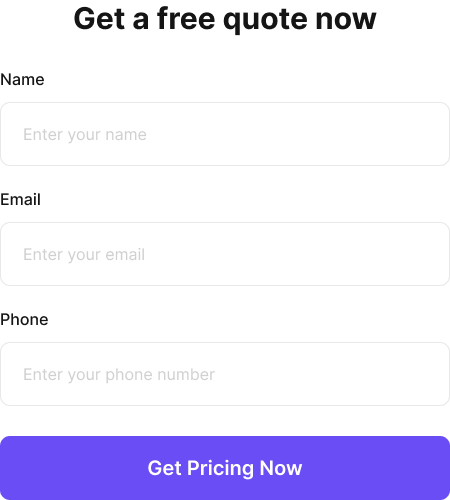 Get a free quote now
Name
Enter your name
Email
Enter your email
Phone
Enter your phone number
Get Pricing Now